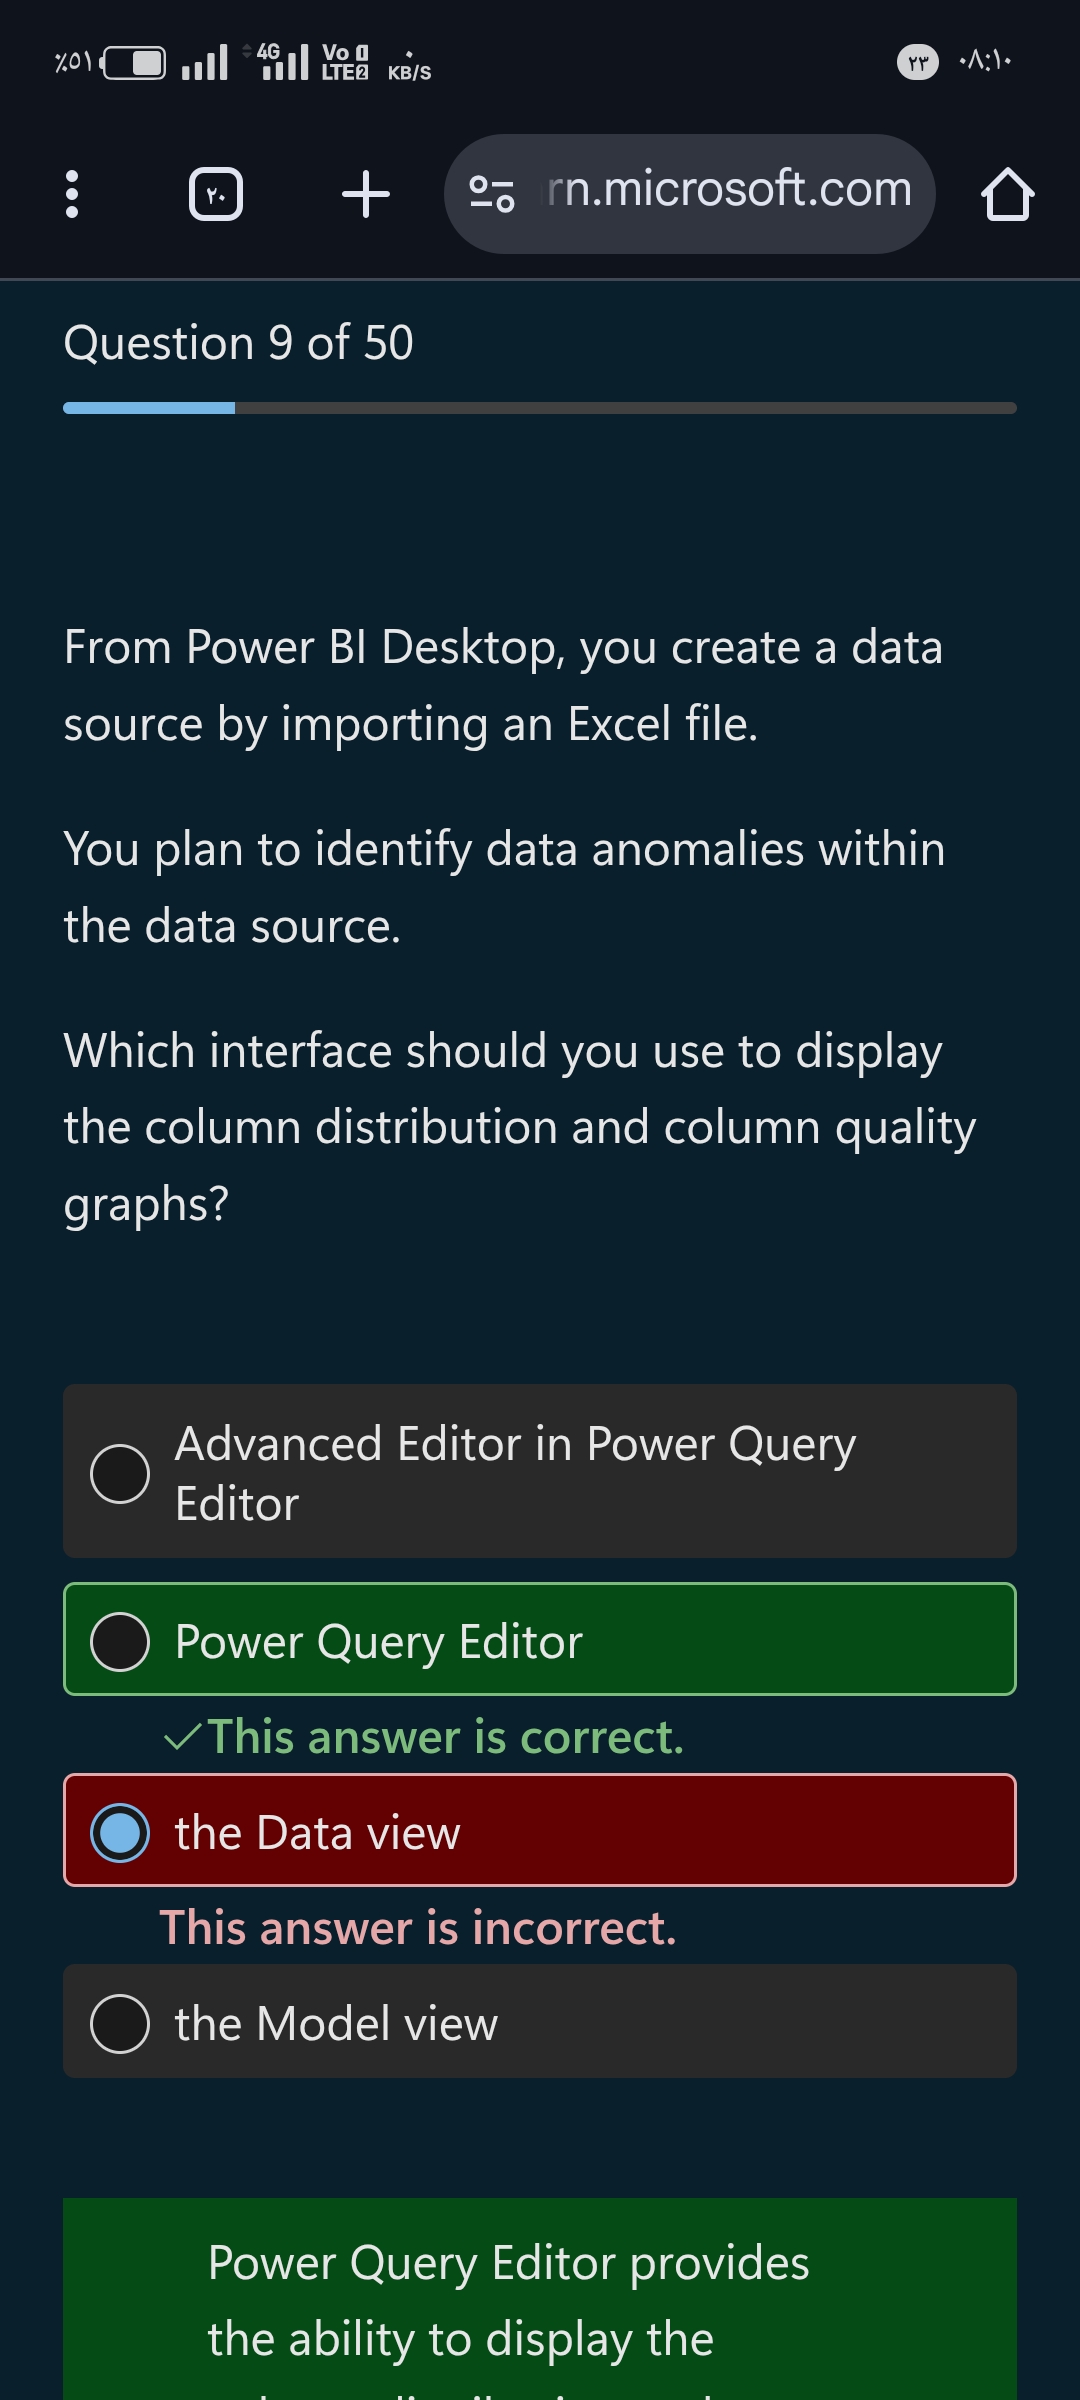 ٪٥١ 4G Vo 1 LTE 2 KB/S ٢٣ ٠٨:١٠
٢٠ rn.microsoft.com
Question 9 of 50
From Power BI Desktop, you create a data
source by importing an Excel file.
You plan to identify data anomalies within
the data source.
Which interface should you use to display
the column distribution and column quality
graphs?
Advanced Editor in Power Query
Editor
Power Query Editor
This answer is correct.
the Data view
This answer is incorrect.
the Model view
Power Query Editor provides
the ability to display the